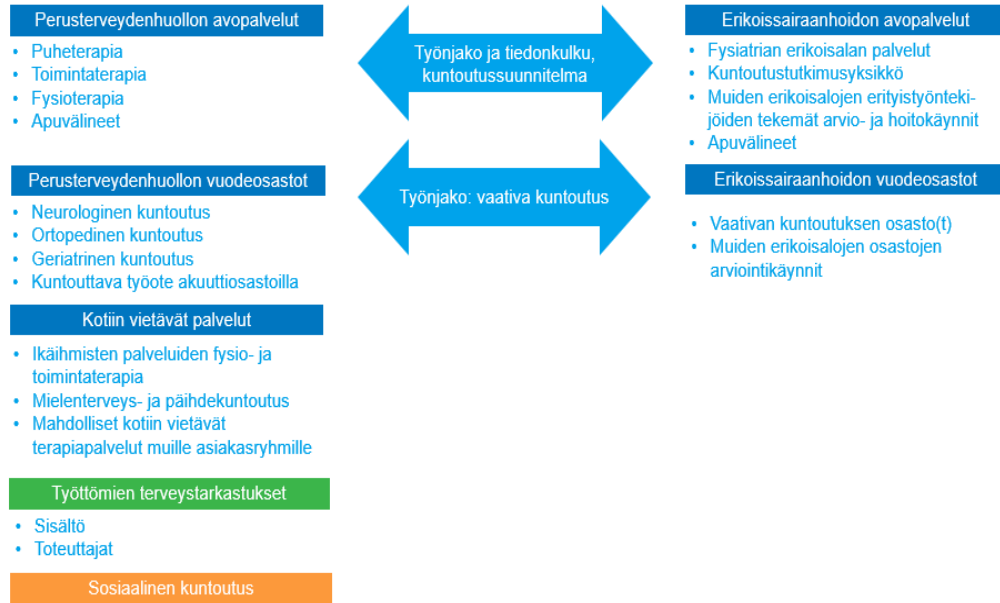 Perusterveydenhuollon avopalvelut
• Puheterapia
• Toimintaterapia
• Fysioterapia
• Apuvälineet
Työnjako ja tiedonkulku,
kuntoutussuunnitelma
Erikoissairaanhoidon avopalvelut
• Fysiatrian erikoisalan palvelut
• Kuntoutustutkimusyksikkö
• Muiden erikoisalojen erityistyönteki-
jöiden tekemät arvio- ja hoitokäynnit
• Apuvälineet
Perusterveydenhuollon vuodeosastot
• Neurologinen kuntoutus
• Ortopedinen kuntoutus
• Geriatrinen kuntoutus
• Kuntouttava työote akuuttiosastoilla
Työnjako: vaativa kuntoutus
Erikoissairaanhoidon vuodeosastot
• Vaativan kuntoutuksen osasto(t)
• Muiden erikoisalojen osastojen
arviointikäynnit
Kotiin vietävät palvelut
• Ikäihmisten palveluiden fysio- ja
toimintaterapia
• Mielenterveys- ja päihdekuntoutus
• Mahdolliset kotiin vietävät
terapiapalvelut muille asiakasryhmille
Työttömien terveystarkastukset
• Sisältö
• Toteuttajat
Sosiaalinen kuntoutus